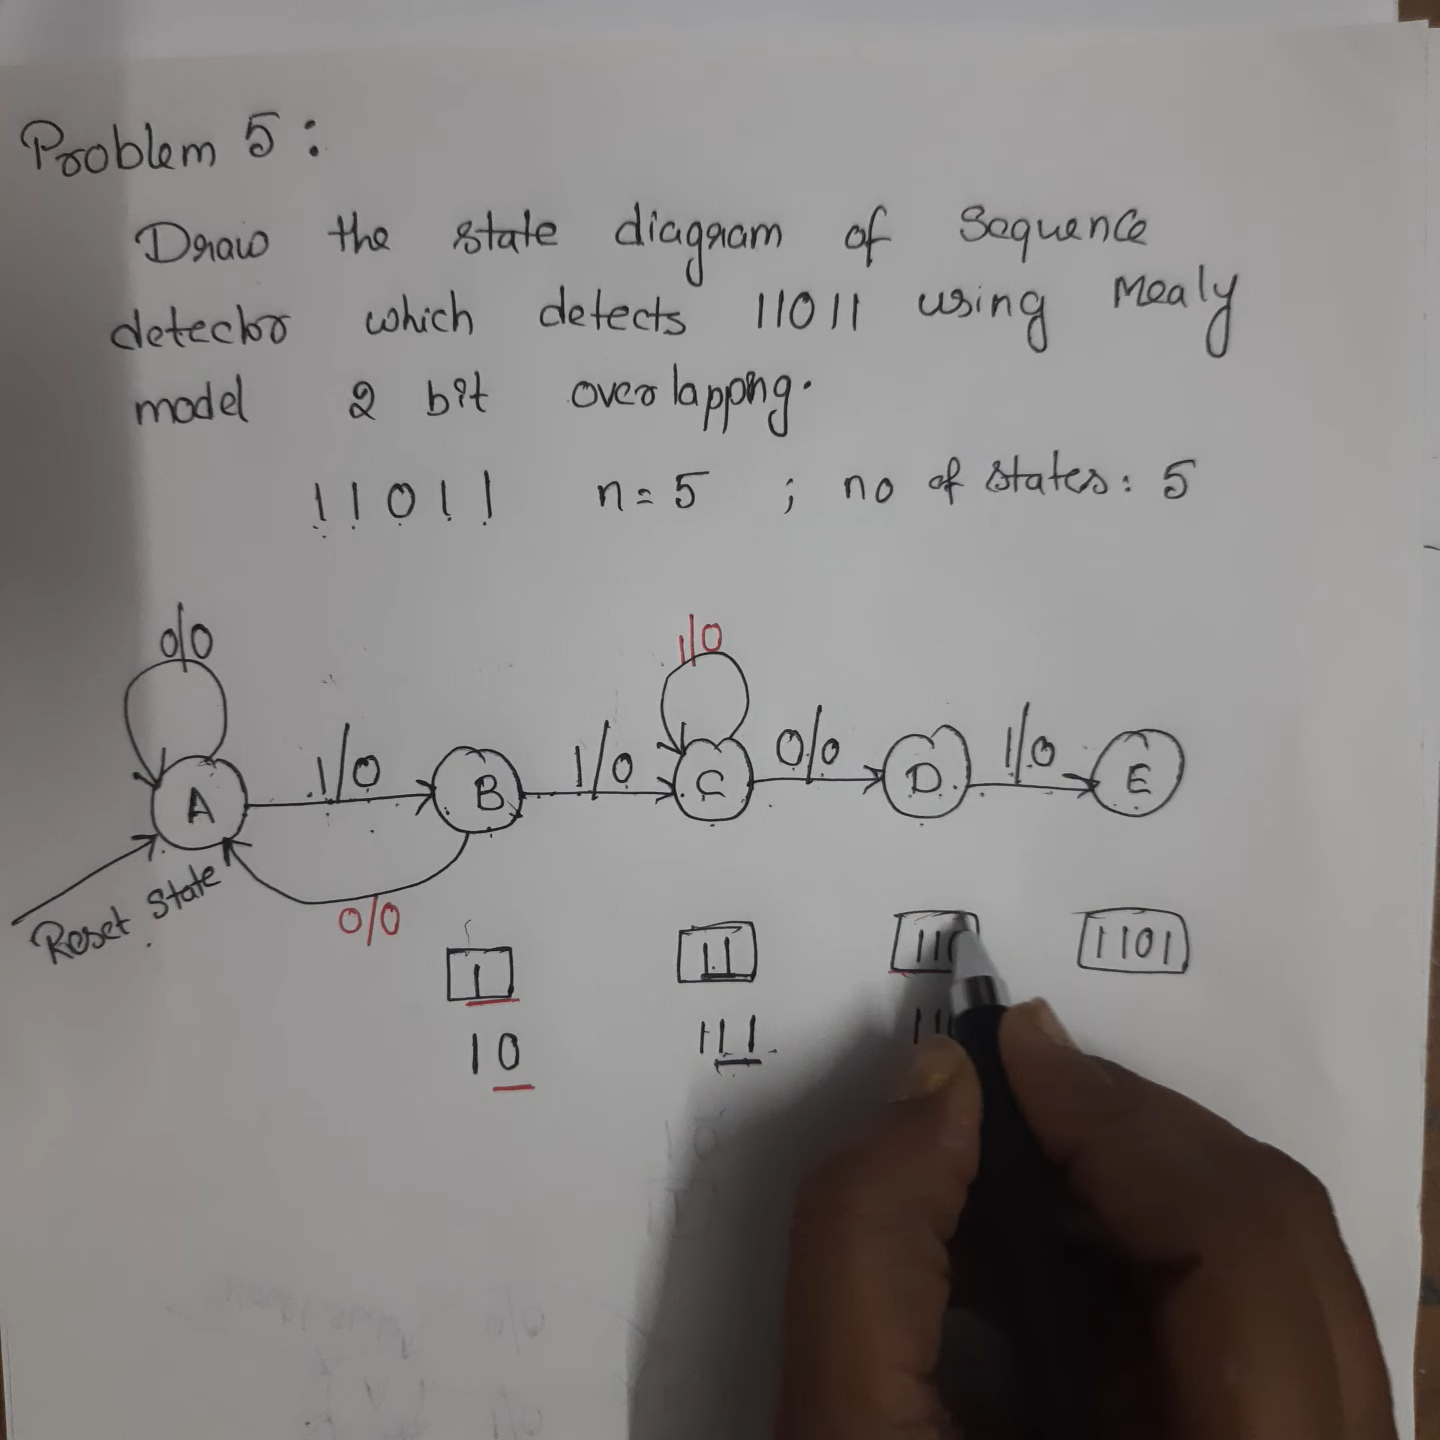 Problem 5:
Draw the state diagram of Sequence
detector which detects 11011 using Mealy
model 2 bit overlapping.
11011 n=5 ; no of states: 5
0/0 1/0
1/0 1/0 0/0 1/0
A B C D E
Reset State
0/0
1 11 110 1101
10 111 11